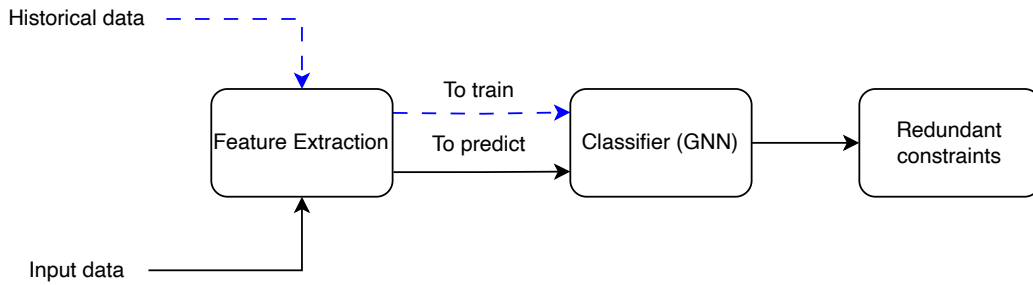 Historical data
To train
Feature Extraction
To predict
Classifier (GNN)
Redundant
constraints
Input data